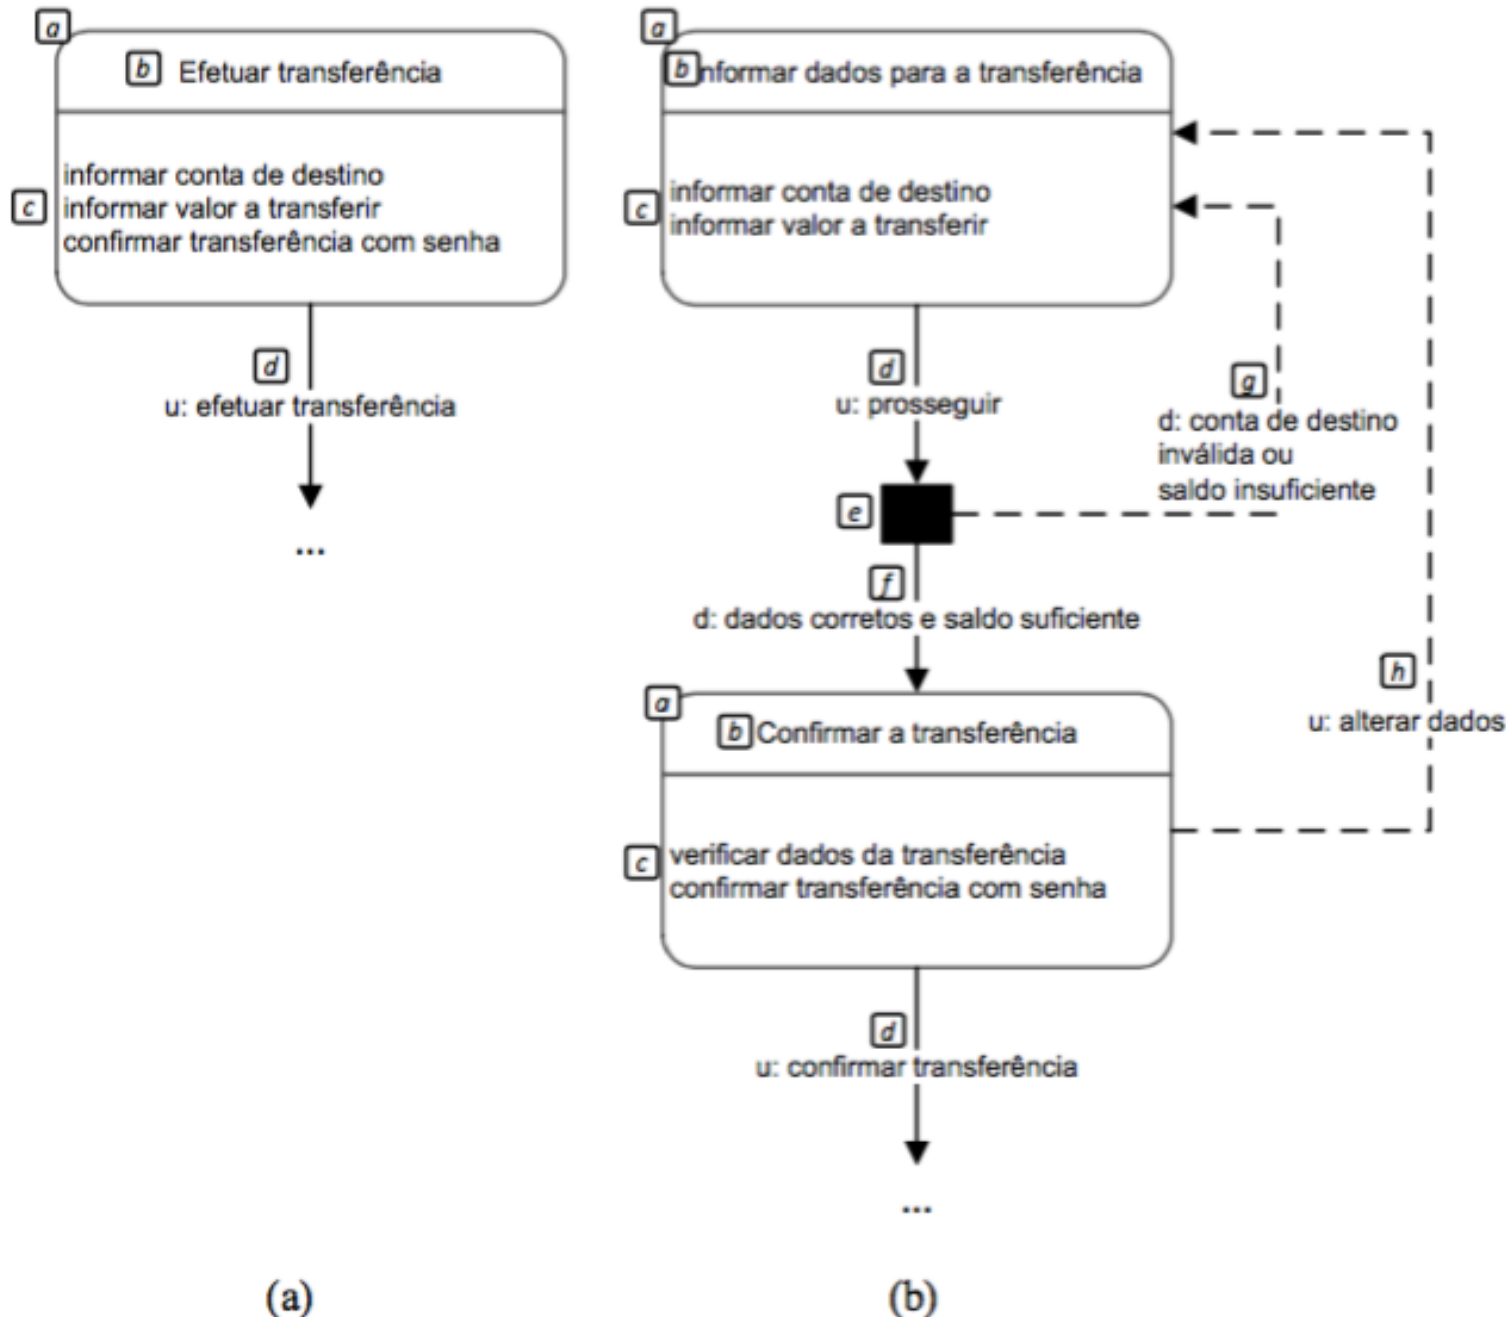 a
b Efetuar transferência
c
informar conta de destino
informar valor a transferir
confirmar transferência com senha
d
u: efetuar transferência
...
(a)
a
b nformar dados para a transferência
c
informar conta de destino
informar valor a transferir
d
u: prosseguir
e
g
d: conta de destino
inválida ou
saldo insuficiente
f
d: dados corretos e saldo suficiente
h
u: alterar dados
a
b Confirmar a transferência
c
verificar dados da transferência
confirmar transferência com senha
d
u: confirmar transferência
...
(b)